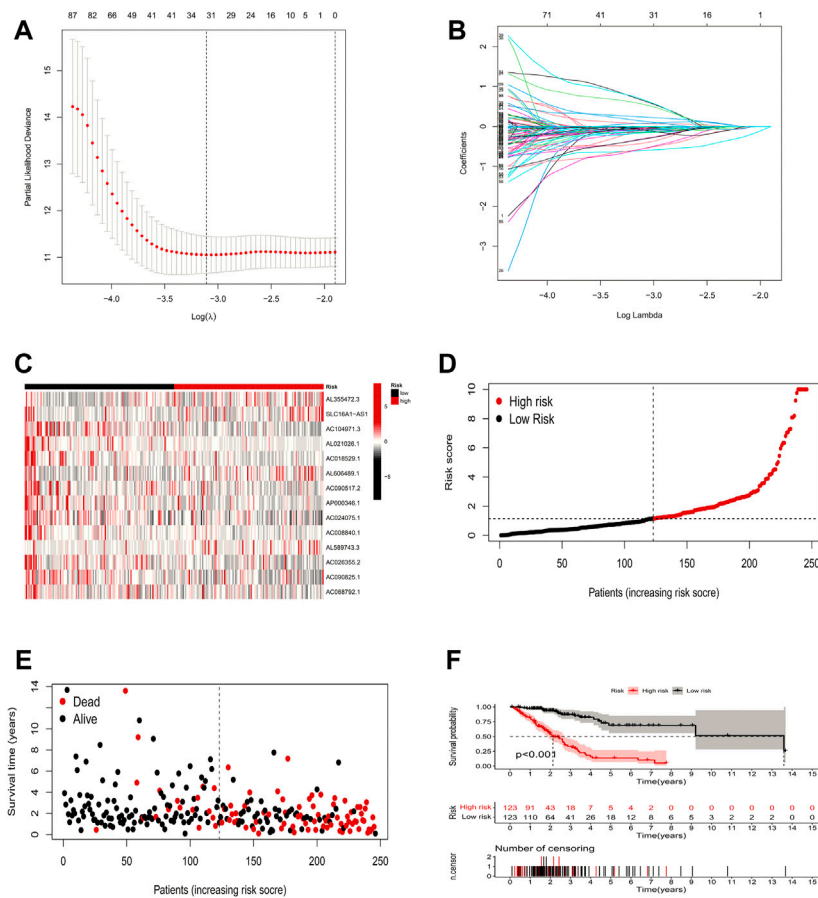 A
87 82 66 49 41 41 34 31 29 24 16 10 5 1 0
Partial Likelihood Deviance
15
14
13
12
11
−4.0 −3.5 −3.0 −2.5 −2.0
Log(λ)
B
71 41 31 16 1
Coefficients
2
1
0
−1
−2
−3
−4.0 −3.5 −3.0 −2.5 −2.0
Log Lambda
C
Risk
AL355472.3
SLC16A1−AS1
AC104971.3
AL021026.1
AC018529.1
AL606489.1
AC090517.2
AP000346.1
AC024075.1
AC008840.1
AL589743.3
AC026355.2
AC090825.1
AC068792.1
5
0
−5
Risk
low
high
D
High risk
Low Risk
Risk score
10
8
6
4
2
0
0 50 100 150 200 250
Patients (increasing risk socre)
E
Dead
Alive
Survival time (years)
14
12
10
8
6
4
2
0
0 50 100 150 200 250
Patients (increasing risk socre)
F
Risk High risk Low risk
Survival probability
1.00
0.75
0.50
0.25
0.00
p<0.001
0 1 2 3 4 5 6 7 8 9 10 11 12 13 14 15
Time(years)
Risk
High risk 123 91 43 18 7 5 4 2 0 0 0 0 0 0 0 0
Low risk 123 110 64 41 26 18 12 8 6 5 3 2 2 2 0 0
0 1 2 3 4 5 6 7 8 9 10 11 12 13 14 15
Time(years)
Number of censoring
n.censor
2
1
0
0 1 2 3 4 5 6 7 8 9 10 11 12 13 14 15
Time(years)